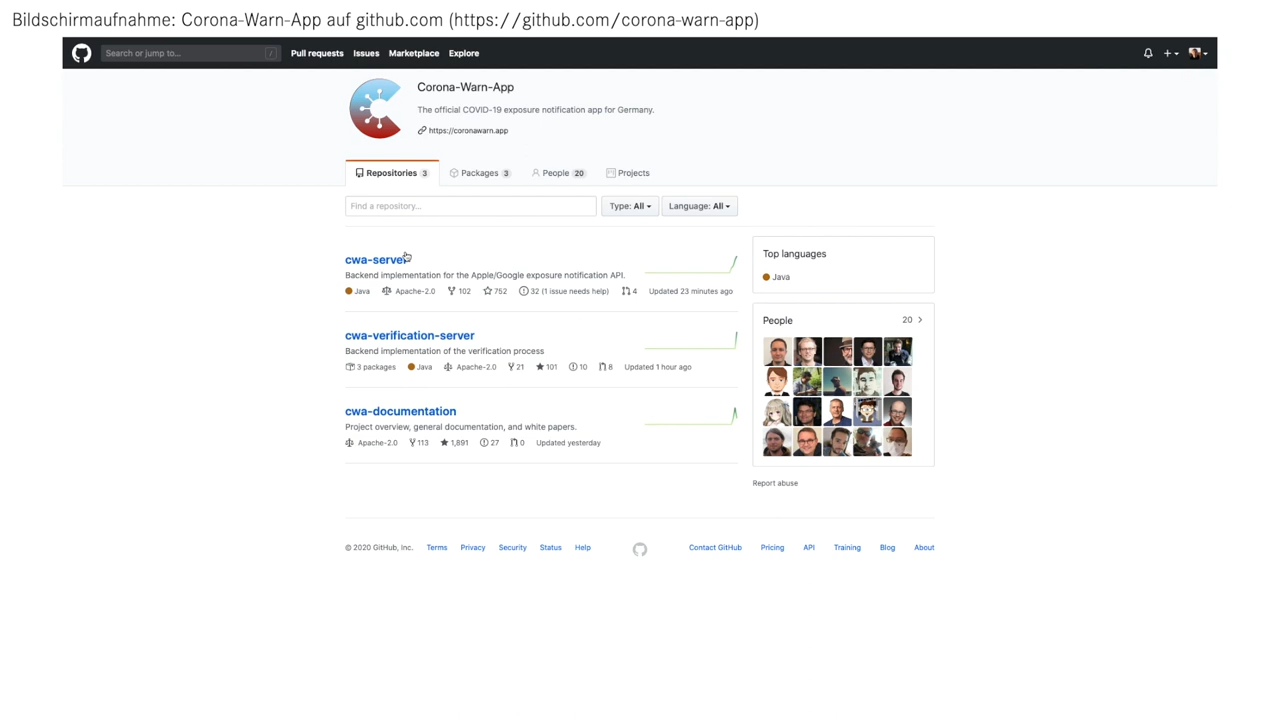 Bildschirmaufnahme: Corona-Warn-App auf github.com (https://github.com/corona-warn-app)
Search or jump to... / Pull requests Issues Marketplace Explore
Corona-Warn-App
The official COVID-19 exposure notification app for Germany.
https://coronawarn.app
Repositories 3 Packages 3 People 20 Projects
Find a repository... Type: All Language: All
cwa-server
Backend implementation for the Apple/Google exposure notification API.
Java Apache-2.0 102 752 32 (1 issue needs help) 4 Updated 23 minutes ago
cwa-verification-server
Backend implementation of the verification process
3 packages Java Apache-2.0 21 101 10 8 Updated 1 hour ago
cwa-documentation
Project overview, general documentation, and white papers.
Apache-2.0 113 1,891 27 0 Updated yesterday
Top languages
Java
People 20
Report abuse
© 2020 GitHub, Inc. Terms Privacy Security Status Help Contact GitHub Pricing API Training Blog About